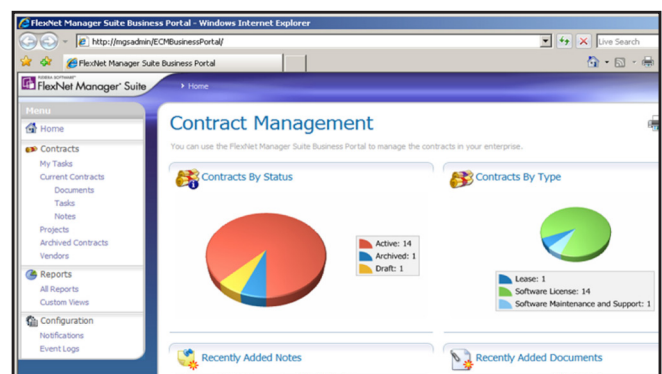 FlexNet Manager Suite Business Portal - Windows Internet Explorer
http://mgsadmin/ECMBusinessPortal/
Live Search
FlexNet Manager Suite Business Portal
FLEXERA SOFTWARE
FlexNet Manager Suite
Home
Menu
Home
Contracts
My Tasks
Current Contracts
Documents
Tasks
Notes
Projects
Archived Contracts
Vendors
Reports
All Reports
Custom Views
Configuration
Notifications
Event Logs
Contract Management
You can use the FlexNet Manager Suite Business Portal to manage the contracts in your enterprise.
Contracts By Status
Active: 14
Archived: 1
Draft: 1
Contracts By Type
Lease: 1
Software License: 14
Software Maintenance and Support: 1
Recently Added Notes
Recently Added Documents